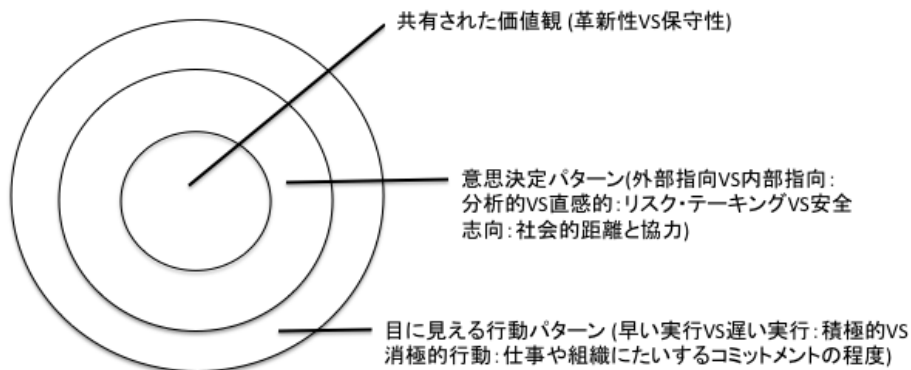 共有された価値観 (革新性VS保守性)
意思決定パターン(外部指向VS内部指向:
分析的VS直感的:リスク・テーキングVS安全
志向:社会的距離と協力)
目に見える行動パターン (早い実行VS遅い実行:積極的VS
消極的行動:仕事や組織にたいするコミットメントの程度)